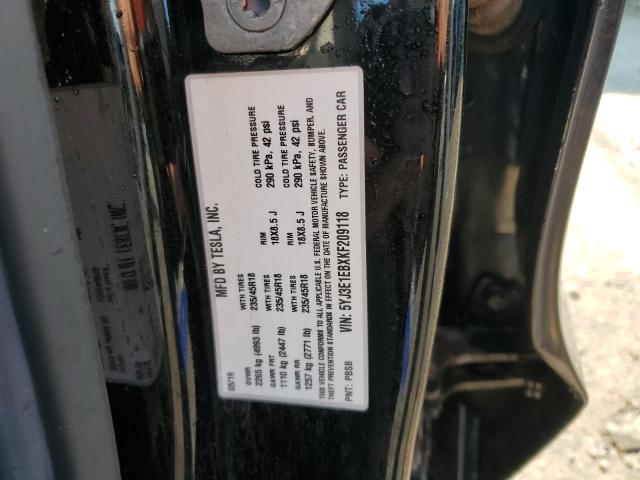 MFD BY TESLA, INC.
05/19
GVWR WITH TIRES RIM COLD TIRE PRESSURE
2265 kg (4993 lb) 235/45R18 18X8.5 J 290 kPa, 42 psi
GAWR FRT WITH TIRES RIM COLD TIRE PRESSURE
1110 kg (2447 lb) 235/45R18 18X8.5 J 290 kPa, 42 psi
GAWR RR WITH TIRES
1257 kg (2771 lb) 235/45R18
THIS VEHICLE CONFORMS TO ALL APPLICABLE U.S. FEDERAL MOTOR VEHICLE SAFETY, BUMPER, AND
THEFT PREVENTION STANDARDS IN EFFECT ON THE DATE OF MANUFACTURE SHOWN ABOVE.
VIN: 5YJ3E1EBXKF209118 TYPE: PASSENGER CAR
PNT: PBSB